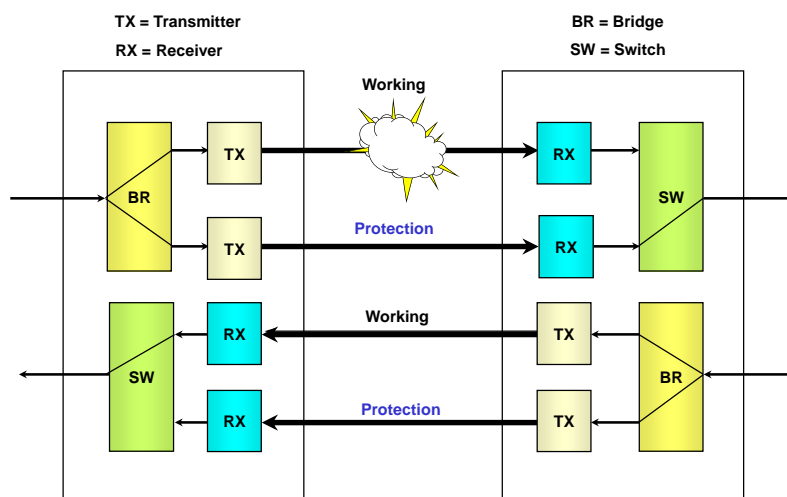 TX = Transmitter
BR = Bridge
RX = Receiver
SW = Switch
Working
TX
RX
BR
SW
Protection
TX
RX
Working
RX
TX
SW
BR
Protection
RX
TX